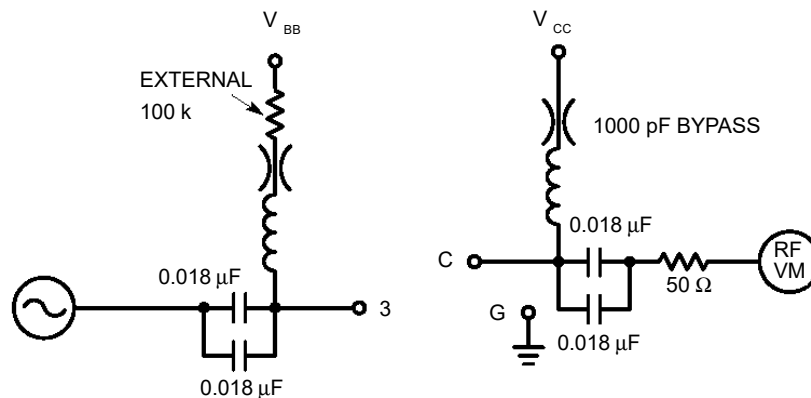 V BB
EXTERNAL
100 k
0.018 µF
3
0.018 µF
V CC
1000 pF BYPASS
0.018 µF
C
50 Ω
RF
VM
G
0.018 µF